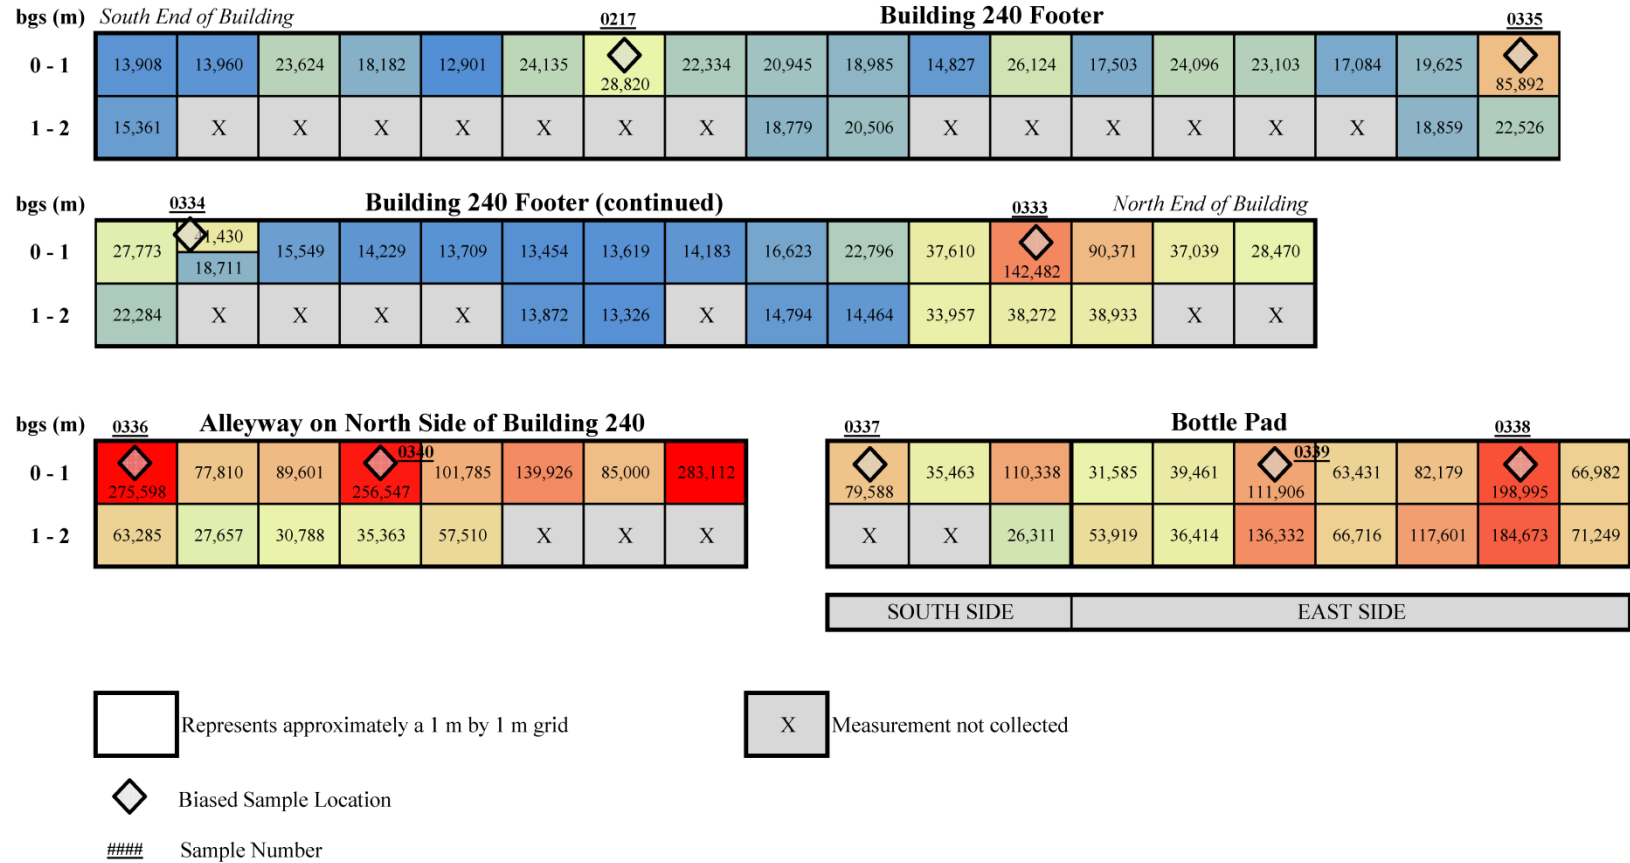 bgs (m) South End of Building 0217 Building 240 Footer 0335
0 - 1 13,908 13,960 23,624 18,182 12,901 24,135 28,820 22,334 20,945 18,985 14,827 26,124 17,503 24,096 23,103 17,084 19,625 85,892
1 - 2 15,361 X X X X X X X 18,779 20,506 X X X X X X 18,859 22,526
bgs (m) 0334 Building 240 Footer (continued) 0333 North End of Building
0 - 1 27,773 41,430 15,549 14,229 13,709 13,454 13,619 14,183 16,623 22,796 37,610 142,482 90,371 37,039 28,470
18,711
1 - 2 22,284 X X X X 13,872 13,326 X 14,794 14,464 33,957 38,272 38,933 X X
bgs (m) 0336 Alleyway on North Side of Building 240 0337 Bottle Pad 0338
0 - 1 275,598 77,810 89,601 0340 256,547 101,785 139,926 85,000 283,112 79,588 35,463 110,338 31,585 39,461 0339 111,906 63,431 82,179 198,995 66,982
1 - 2 63,285 27,657 30,788 35,363 57,510 X X X X X 26,311 53,919 36,414 136,332 66,716 117,601 184,673 71,249
SOUTH SIDE EAST SIDE
Represents approximately a 1 m by 1 m grid X Measurement not collected
Biased Sample Location
#### Sample Number